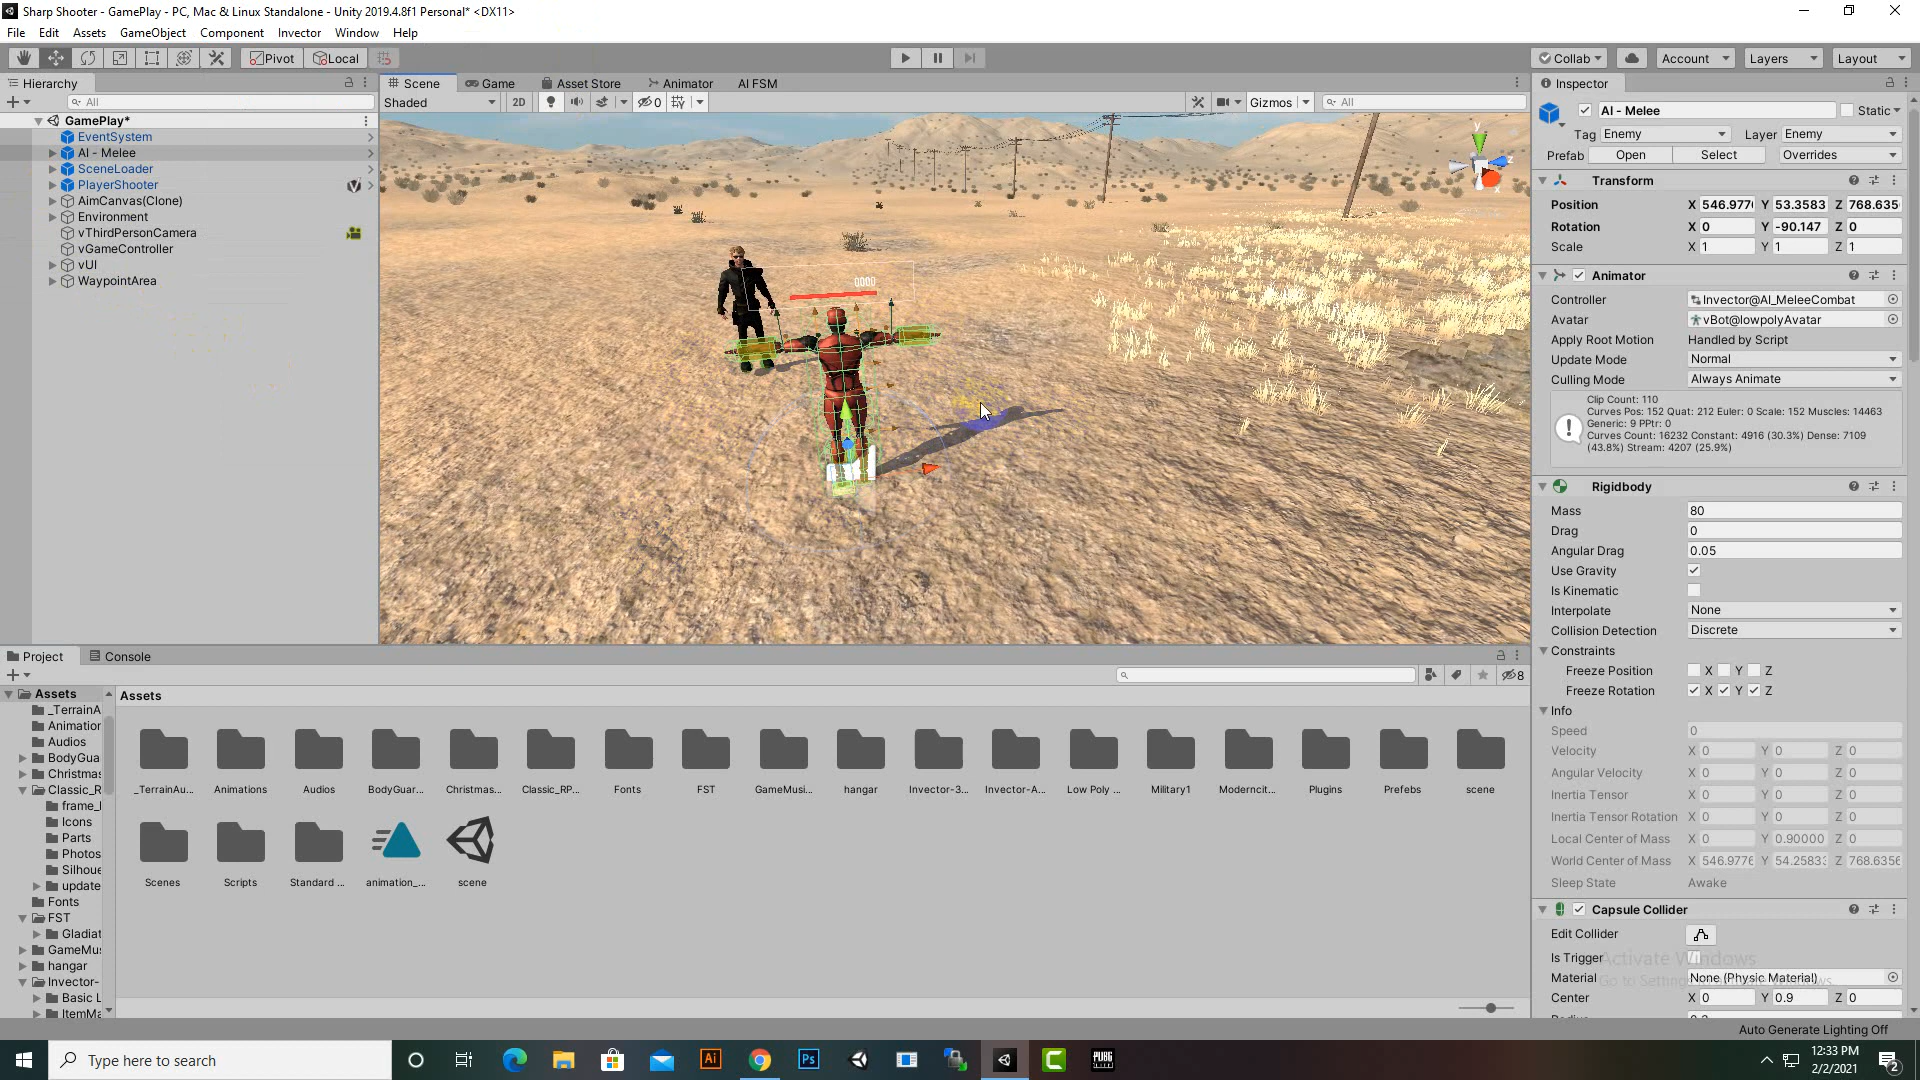 Sharp Shooter - GamePlay - PC, Mac & Linux Standalone - Unity 2019.4.8f1 Personal* <DX11>
File Edit Assets GameObject Component Invector Window Help
Pivot Local Collab Account Layers Layout
Hierarchy
All
GamePlay*
EventSystem
AI - Melee
SceneLoader
PlayerShooter
AimCanvas(Clone)
Environment
vThirdPersonCamera
vGameController
vUI
WaypointArea
Scene Game Asset Store Animator AI FSM
Shaded 2D 0 Gizmos All
0000
y
z
x
Inspector
AI - Melee Static
Tag Enemy Layer Enemy
Prefab Open Select Overrides
Transform
Position X 546.977 Y 53.3583 Z 768.635
Rotation X 0 Y -90.147 Z 0
Scale X 1 Y 1 Z 1
Animator
Controller Invector@AI_MeleeCombat
Avatar vBot@lowpolyAvatar
Apply Root Motion Handled by Script
Update Mode Normal
Culling Mode Always Animate
Clip Count: 110
Curves Pos: 152 Quat: 212 Euler: 0 Scale: 152 Muscles: 14463
Generic: 9 PPtr: 0
Curves Count: 16232 Constant: 4916 (30.3%) Dense: 7109
(43.8%) Stream: 4207 (25.9%)
Rigidbody
Mass 80
Drag 0
Angular Drag 0.05
Use Gravity
Is Kinematic
Interpolate None
Collision Detection Discrete
Constraints
Freeze Position X Y Z
Freeze Rotation X Y Z
Info
Speed 0
Velocity X 0 Y 0 Z 0
Angular Velocity X 0 Y 0 Z 0
Inertia Tensor X 0 Y 0 Z 0
Inertia Tensor Rotation X 0 Y 0 Z 0
Local Center of Mass X 0 Y 0.90000 Z 0
World Center of Mass X 546.9776 Y 54.2583 Z 768.6356
Sleep State Awake
Capsule Collider
Edit Collider
Is Trigger
Activate Windows
Material None (Physic Material)
Go to Settings
Center X 0 Y 0.9 Z 0
Auto Generate Lighting Off
Project Console
8
Assets
_TerrainA
Animation
Audios
BodyGua
Christmas
Classic_R
frame_
Icons
Parts
Photos
Silhoue
update
Fonts
FST
Gladiat
GameMus
hangar
Invector-
Basic L
ItemMa
Assets
_TerrainAu... Animations Audios BodyGuar... Christmas... Classic_RP... Fonts FST GameMusi... hangar Invector-3... Invector-A... Low Poly ... Military1 Moderncit... Plugins Prefebs scene
Scenes Scripts Standard ... animation_... scene
Type here to search
Ai Ps PUBG
12:33 PM
2/2/2021
2